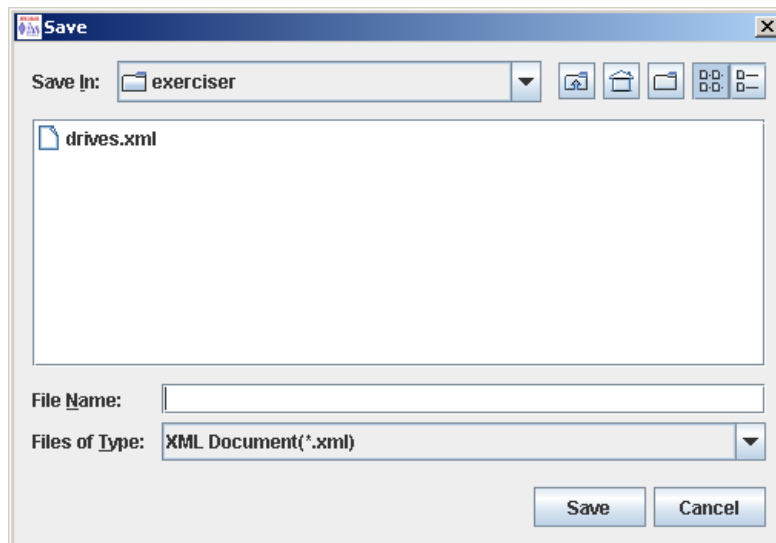 Save
Save In: exerciser
drives.xml
File Name:
Files of Type: XML Document(*.xml)
Save Cancel